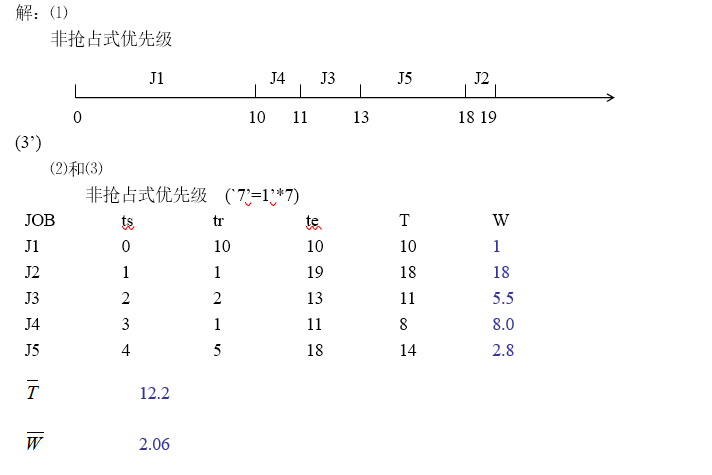 解：⑴
非抢占式优先级
J1 J4 J3 J5 J2
0 10 11 13 18 19
(3’)
⑵和⑶
非抢占式优先级 (`7’=1’*7)
JOB ts tr te T W
J1 0 10 10 10 1
J2 1 1 19 18 18
J3 2 2 13 11 5.5
J4 3 1 11 8 8.0
J5 4 5 18 14 2.8
T̅ 12.2
W̅ 2.06